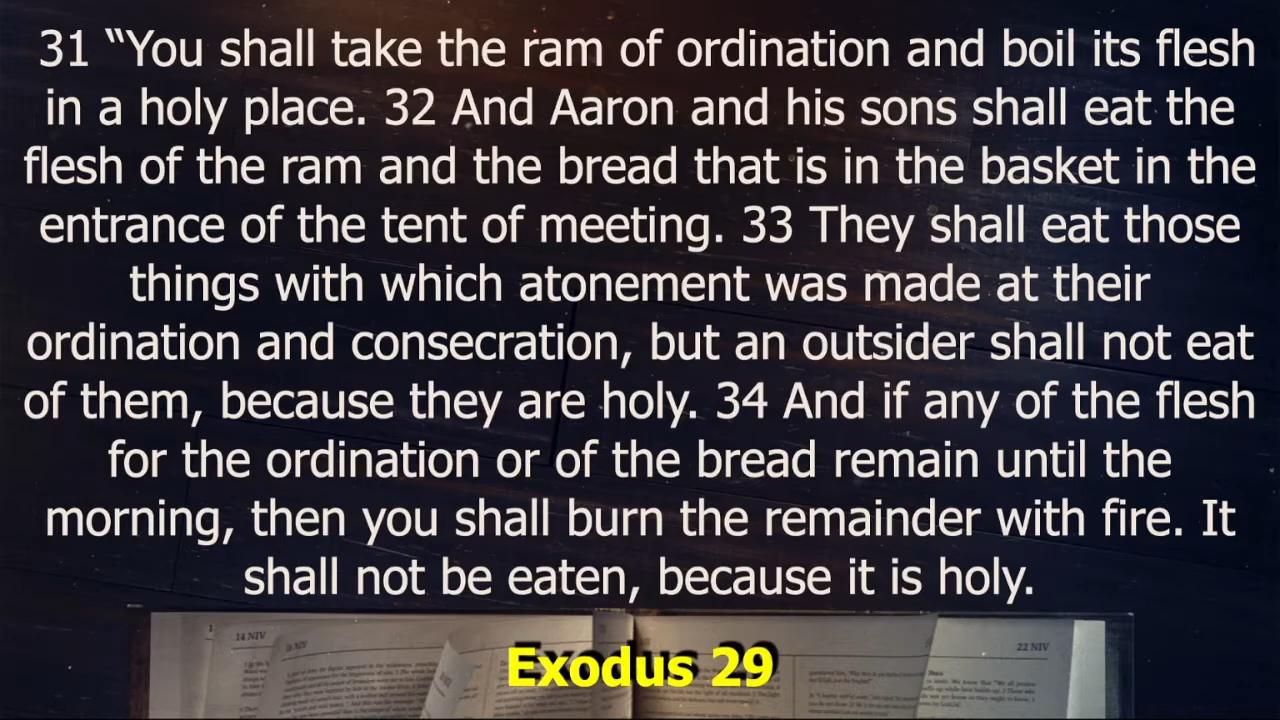 31 “You shall take the ram of ordination and boil its flesh
in a holy place. 32 And Aaron and his sons shall eat the
flesh of the ram and the bread that is in the basket in the
entrance of the tent of meeting. 33 They shall eat those
things with which atonement was made at their
ordination and consecration, but an outsider shall not eat
of them, because they are holy. 34 And if any of the flesh
for the ordination or of the bread remain until the
morning, then you shall burn the remainder with fire. It
shall not be eaten, because it is holy.
14 NIV
22 NIV
Exodus 29